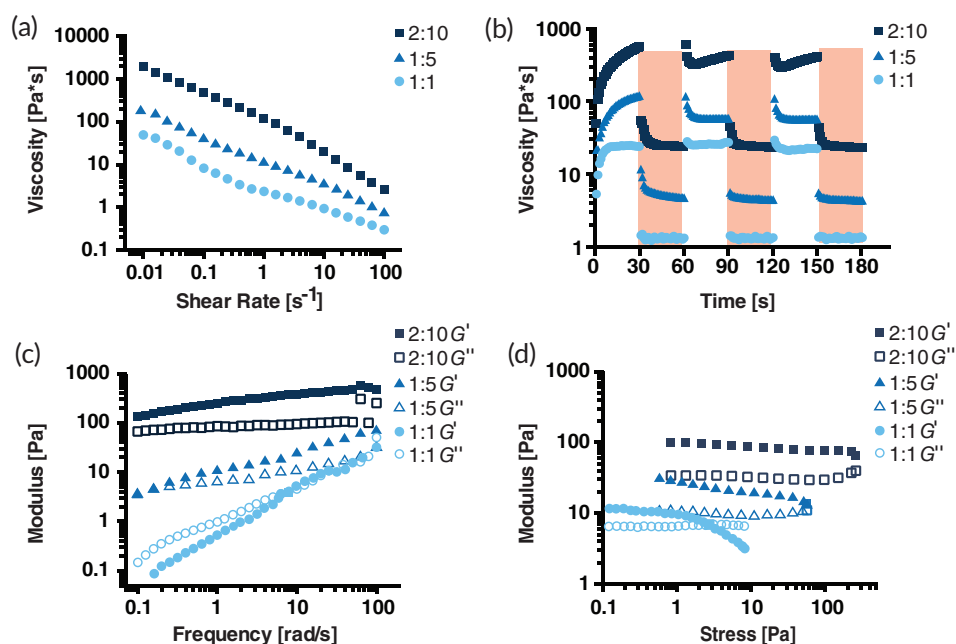 (a)
2:10
1:5
1:1
10000
1000
100
10
1
0.1
Viscosity [Pa*s]
0.01 0.1 1 10 100
Shear Rate [s-1]
(b)
2:10
1:5
1:1
1000
100
10
1
Viscosity [Pa*s]
0 30 60 90 120 150 180
Time [s]
(c)
2:10 G'
2:10 G''
1:5 G'
1:5 G''
1:1 G'
1:1 G''
1000
100
10
1
0.1
Modulus [Pa]
0.1 1 10 100
Frequency [rad/s]
(d)
2:10 G'
2:10 G''
1:5 G'
1:5 G''
1:1 G'
1:1 G''
1000
100
10
1
Modulus [Pa]
0.1 1 10 100
Stress [Pa]